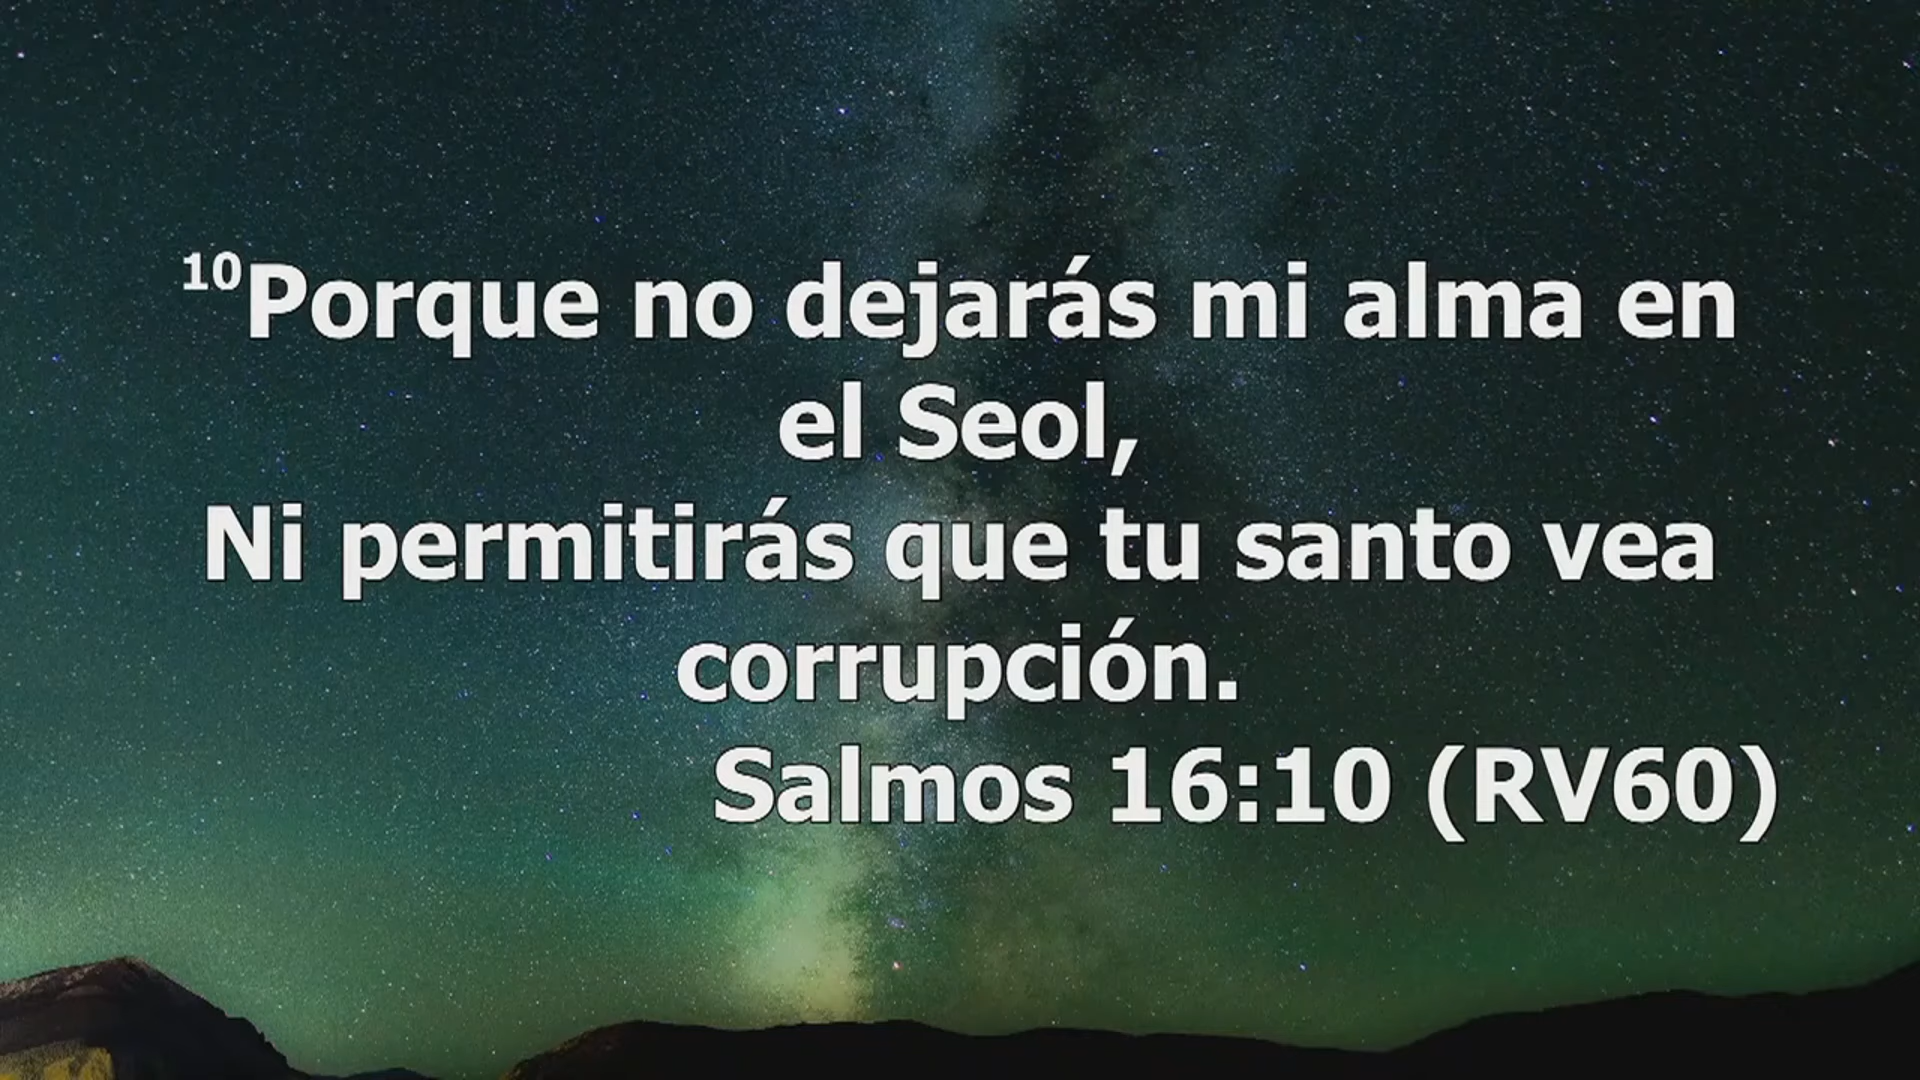 10Porque no dejarás mi alma en
el Seol,
Ni permitirás que tu santo vea
corrupción.
Salmos 16:10 (RV60)